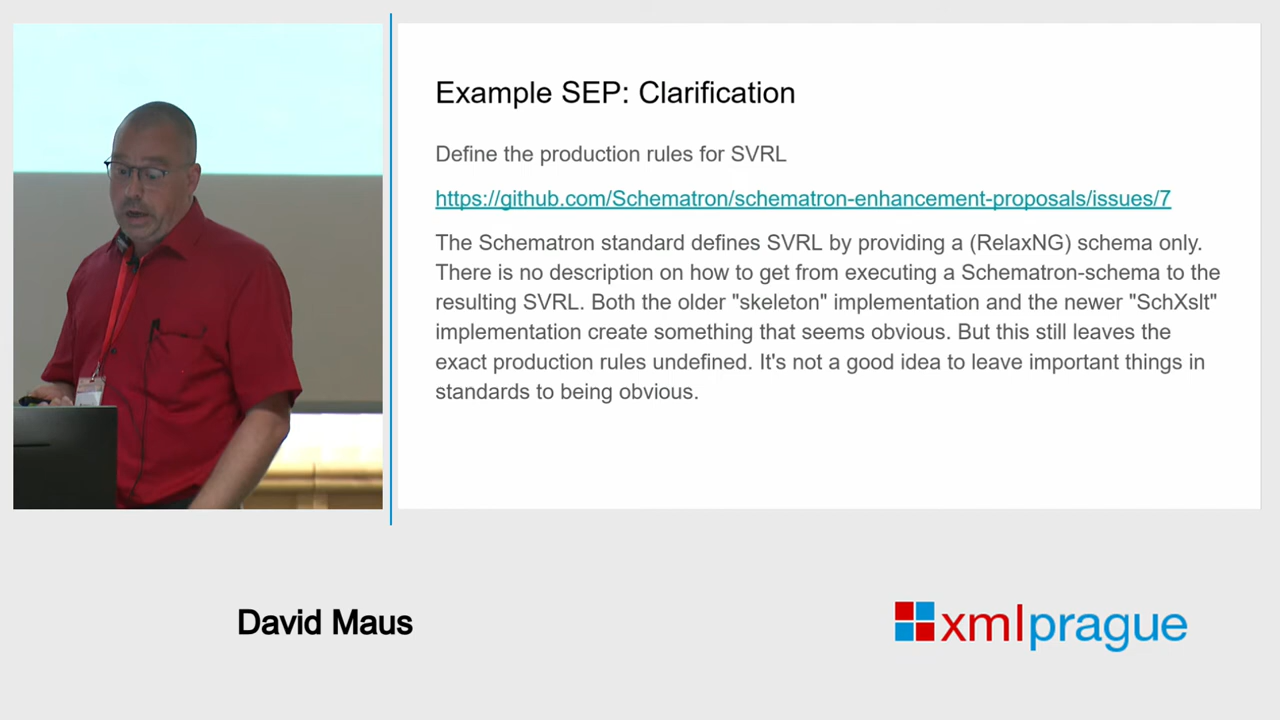 Example SEP: Clarification
Define the production rules for SVRL
https://github.com/Schematron/schematron-enhancement-proposals/issues/7
The Schematron standard defines SVRL by providing a (RelaxNG) schema only.
There is no description on how to get from executing a Schematron-schema to the
resulting SVRL. Both the older "skeleton" implementation and the newer "SchXslt"
implementation create something that seems obvious. But this still leaves the
exact production rules undefined. It's not a good idea to leave important things in
standards to being obvious.
David Maus
xmlprague